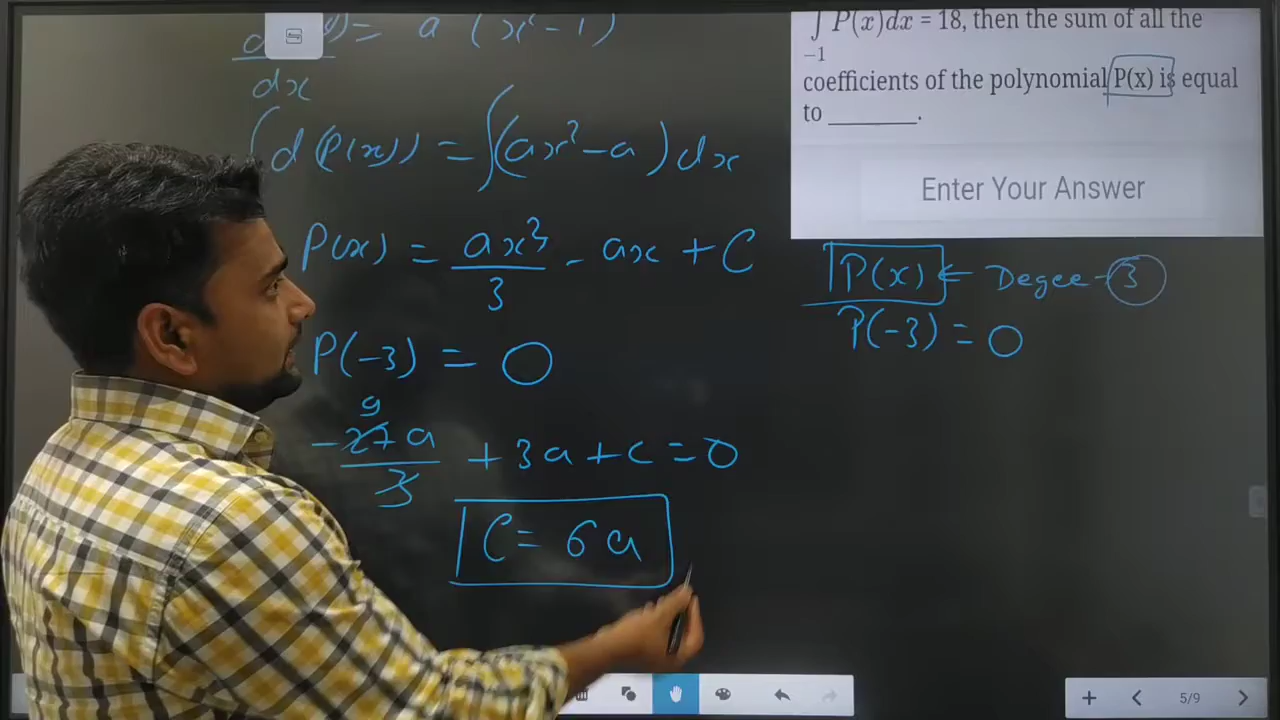 = a (x² - 1)
dx
∫ d(P(x)) = ∫(ax² - a) dx
P(x) = ax³/3 - ax + C
P(-3) = 0
9
-27a/3 + 3a + c = 0
C = 6a
∫ P(x)dx = 18, then the sum of all the
-1
coefficients of the polynomial P(x) is equal
to ________.
Enter Your Answer
P(x) ← Degee - 3
P(-3) = 0
5/9